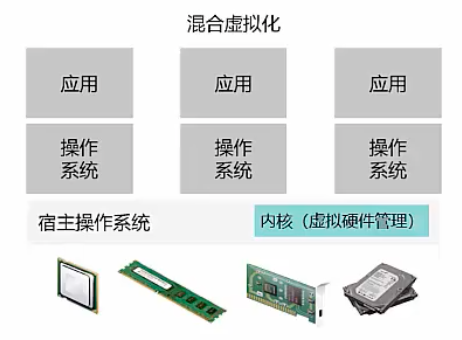 混合虚拟化
应用 应用 应用
操作 操作 操作
系统 系统 系统
宿主操作系统 内核（虚拟硬件管理）